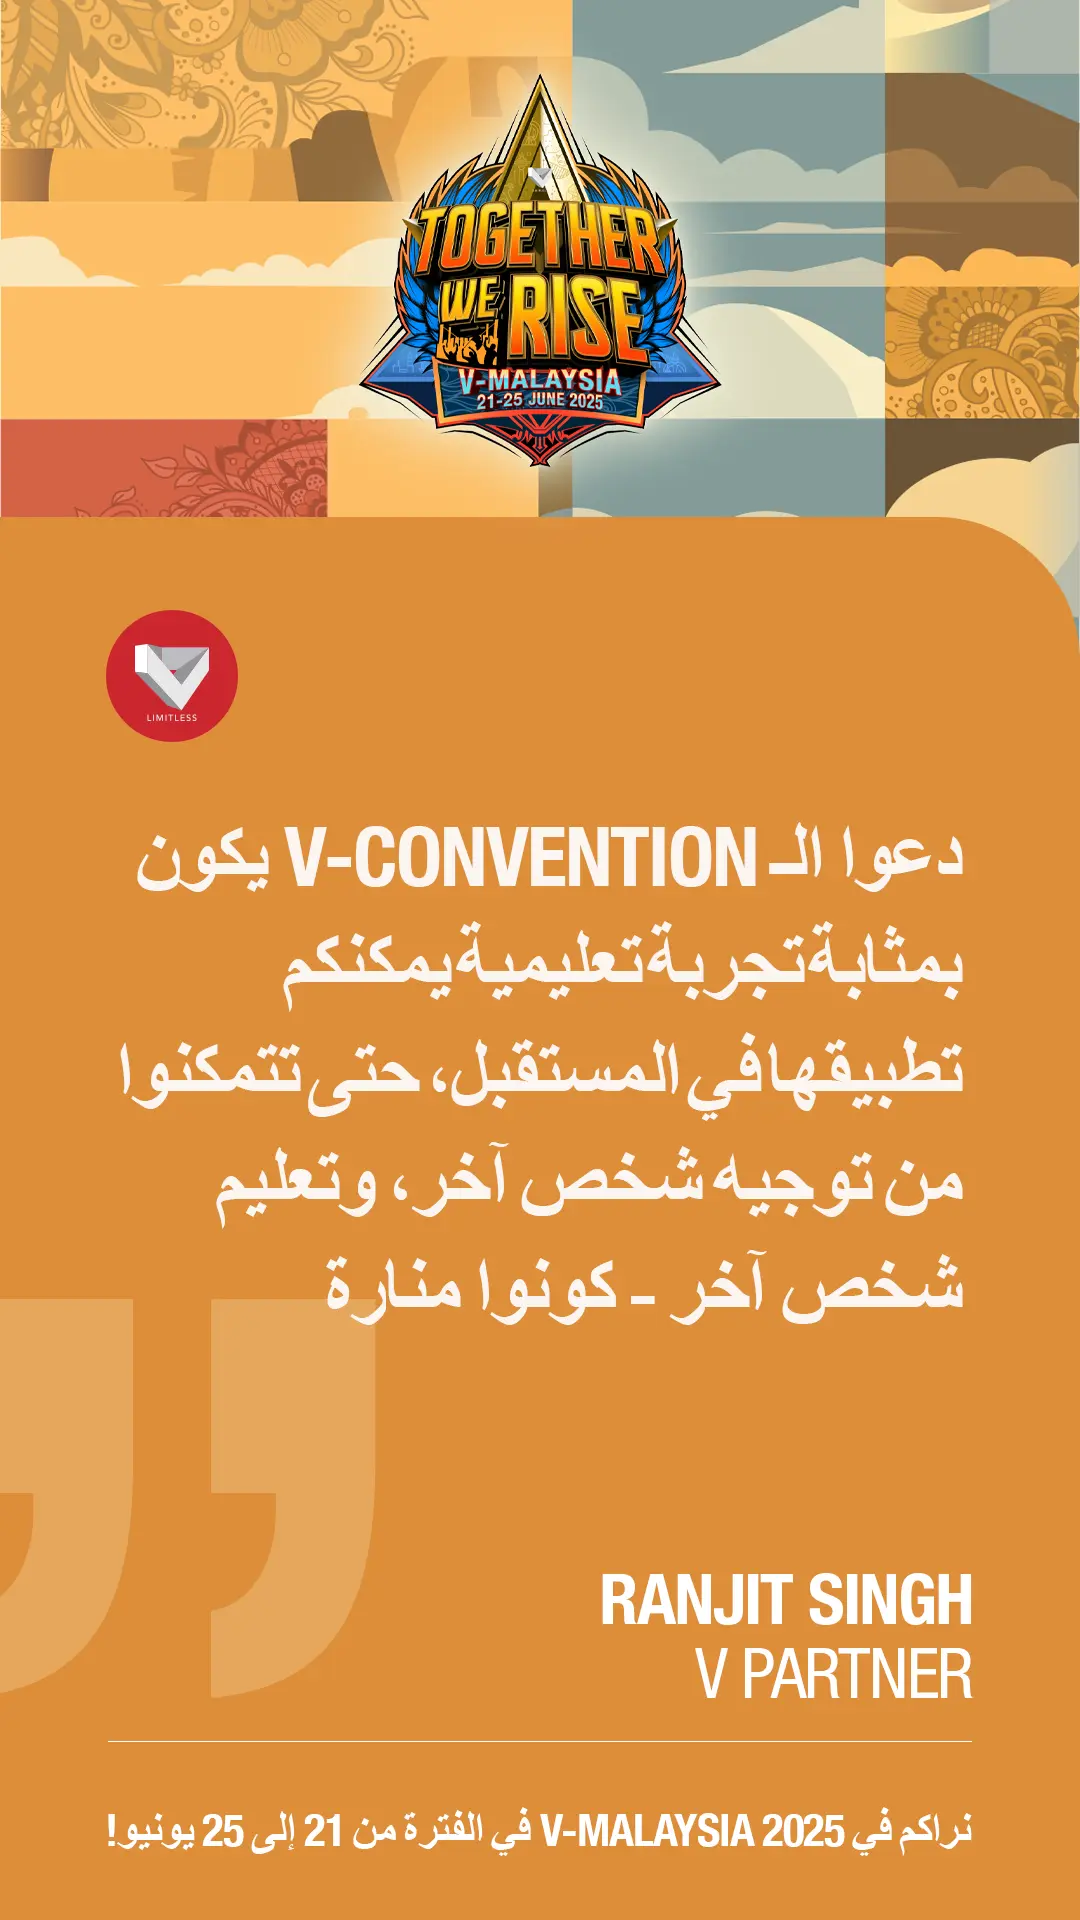 TOGETHER
WE RISE
V-MALAYSIA
21-25 JUNE 2025
LIMITLESS
دعوا الـ V-CONVENTION يكون
بمثابة تجربة تعليمية يمكنكم
تطبيقها في المستقبل، حتى تتمكنوا
من توجيه شخص آخر، وتعليم
شخص آخر - كونوا منارة
RANJIT SINGH
V PARTNER
نراكم في V-MALAYSIA 2025 في الفترة من 21 إلى 25 يونيو!